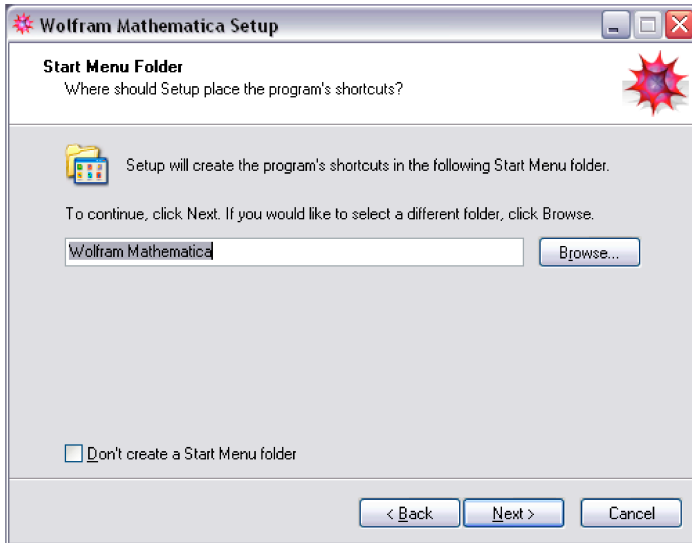 Wolfram Mathematica Setup
Start Menu Folder
Where should Setup place the program's shortcuts?
Setup will create the program's shortcuts in the following Start Menu folder.
To continue, click Next. If you would like to select a different folder, click Browse.
Wolfram Mathematica
Browse...
Don't create a Start Menu folder
< Back
Next >
Cancel